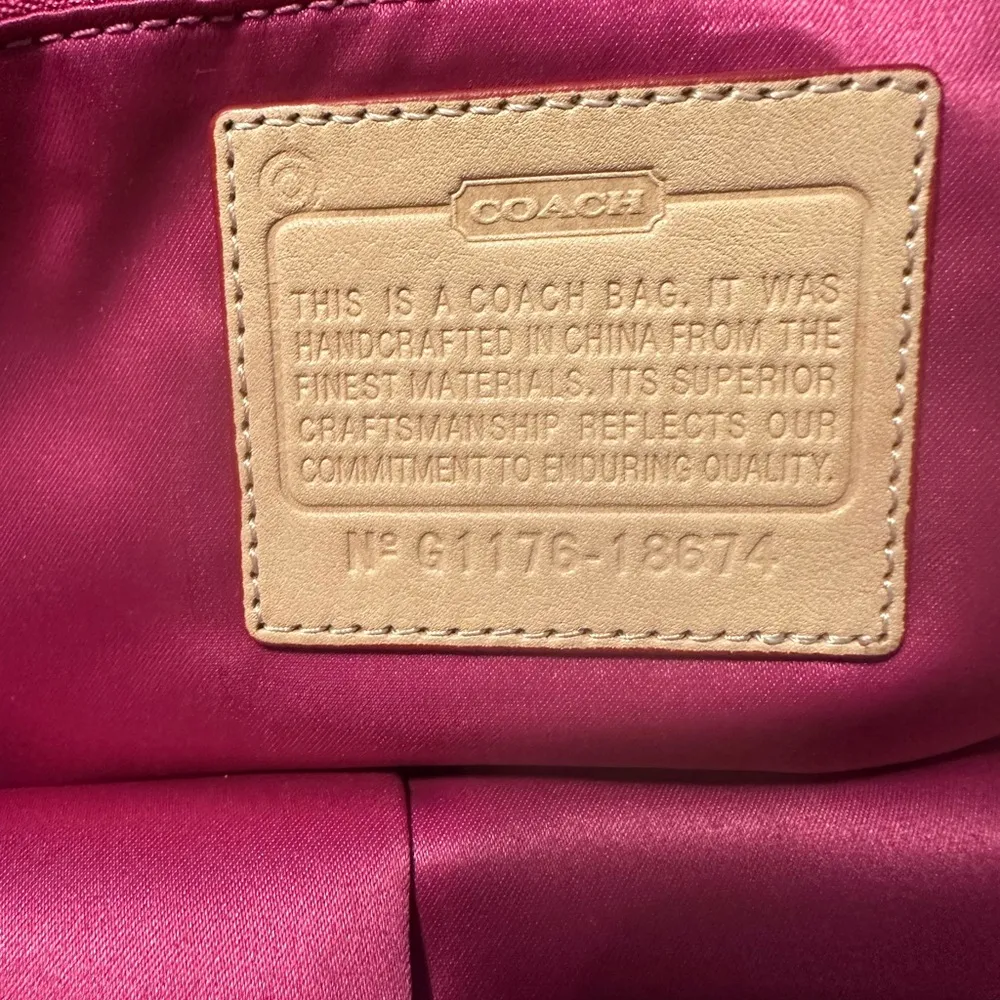 COACH
THIS IS A COACH BAG. IT WAS
HANDCRAFTED IN CHINA FROM THE
FINEST MATERIALS. ITS SUPERIOR
CRAFTSMANSHIP REFLECTS OUR
COMMITMENT TO ENDURING QUALITY.
Nº G1176-18674